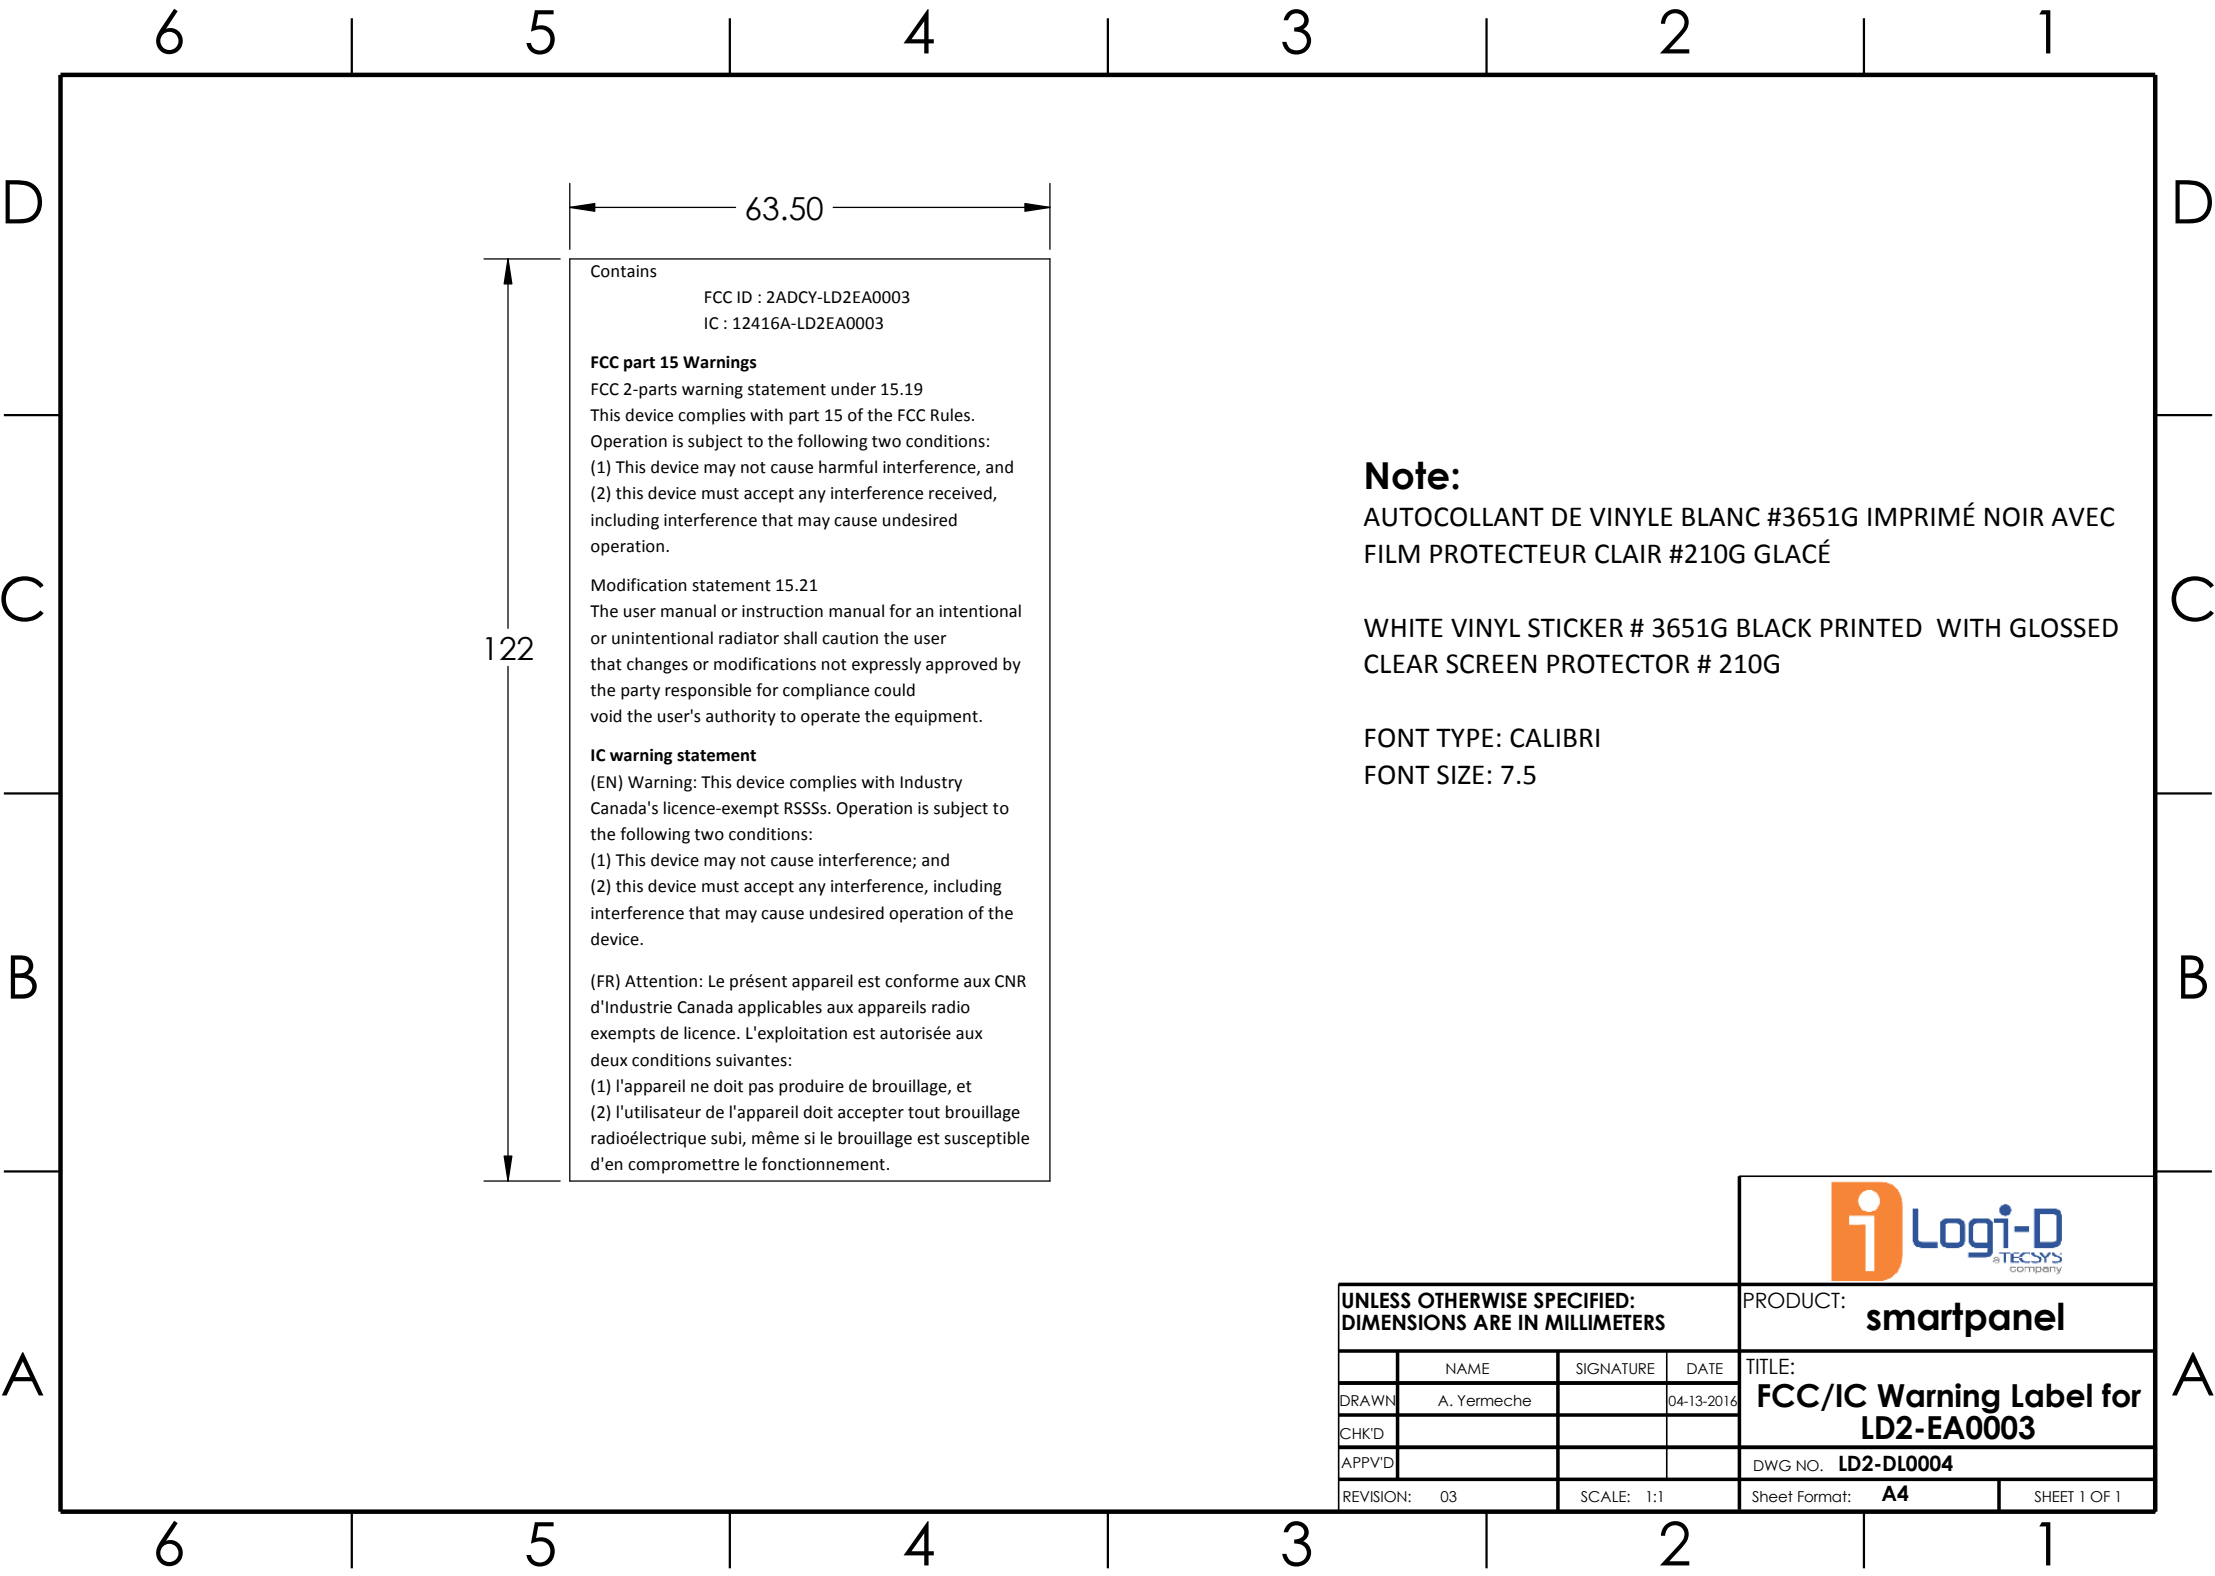 6 5 4 3 2 1
D D
63.50
Contains
FCC ID : 2ADCY-LD2EA0003
IC : 12416A-LD2EA0003
FCC part 15 Warnings
FCC 2-parts warning statement under 15.19
This device complies with part 15 of the FCC Rules.
Operation is subject to the following two conditions:
(1) This device may not cause harmful interference, and
(2) this device must accept any interference received,
including interference that may cause undesired
operation.
Modification statement 15.21
The user manual or instruction manual for an intentional
or unintentional radiator shall caution the user
that changes or modifications not expressly approved by
the party responsible for compliance could
void the user's authority to operate the equipment.
IC warning statement
(EN) Warning: This device complies with Industry
Canada's licence-exempt RSSSs. Operation is subject to
the following two conditions:
(1) This device may not cause interference; and
(2) this device must accept any interference, including
interference that may cause undesired operation of the
device.
(FR) Attention: Le présent appareil est conforme aux CNR
d'Industrie Canada applicables aux appareils radio
exempts de licence. L'exploitation est autorisée aux
deux conditions suivantes:
(1) l'appareil ne doit pas produire de brouillage, et
(2) l'utilisateur de l'appareil doit accepter tout brouillage
radioélectrique subi, même si le brouillage est susceptible
d'en compromettre le fonctionnement.
122
C C
Note:
AUTOCOLLANT DE VINYLE BLANC #3651G IMPRIMÉ NOIR AVEC
FILM PROTECTEUR CLAIR #210G GLACÉ
WHITE VINYL STICKER # 3651G BLACK PRINTED WITH GLOSSED
CLEAR SCREEN PROTECTOR # 210G
FONT TYPE: CALIBRI
FONT SIZE: 7.5
B B
Logi-D
a TECSYS
company
UNLESS OTHERWISE SPECIFIED:
DIMENSIONS ARE IN MILLIMETERS
PRODUCT: smartpanel
NAME SIGNATURE DATE
DRAWN A. Yermeche 04-13-2016
CHK'D
APPV'D
REVISION: 03 SCALE: 1:1
TITLE:
FCC/IC Warning Label for
LD2-EA0003
DWG NO. LD2-DL0004
Sheet Format: A4 SHEET 1 OF 1
A A
6 5 4 3 2 1